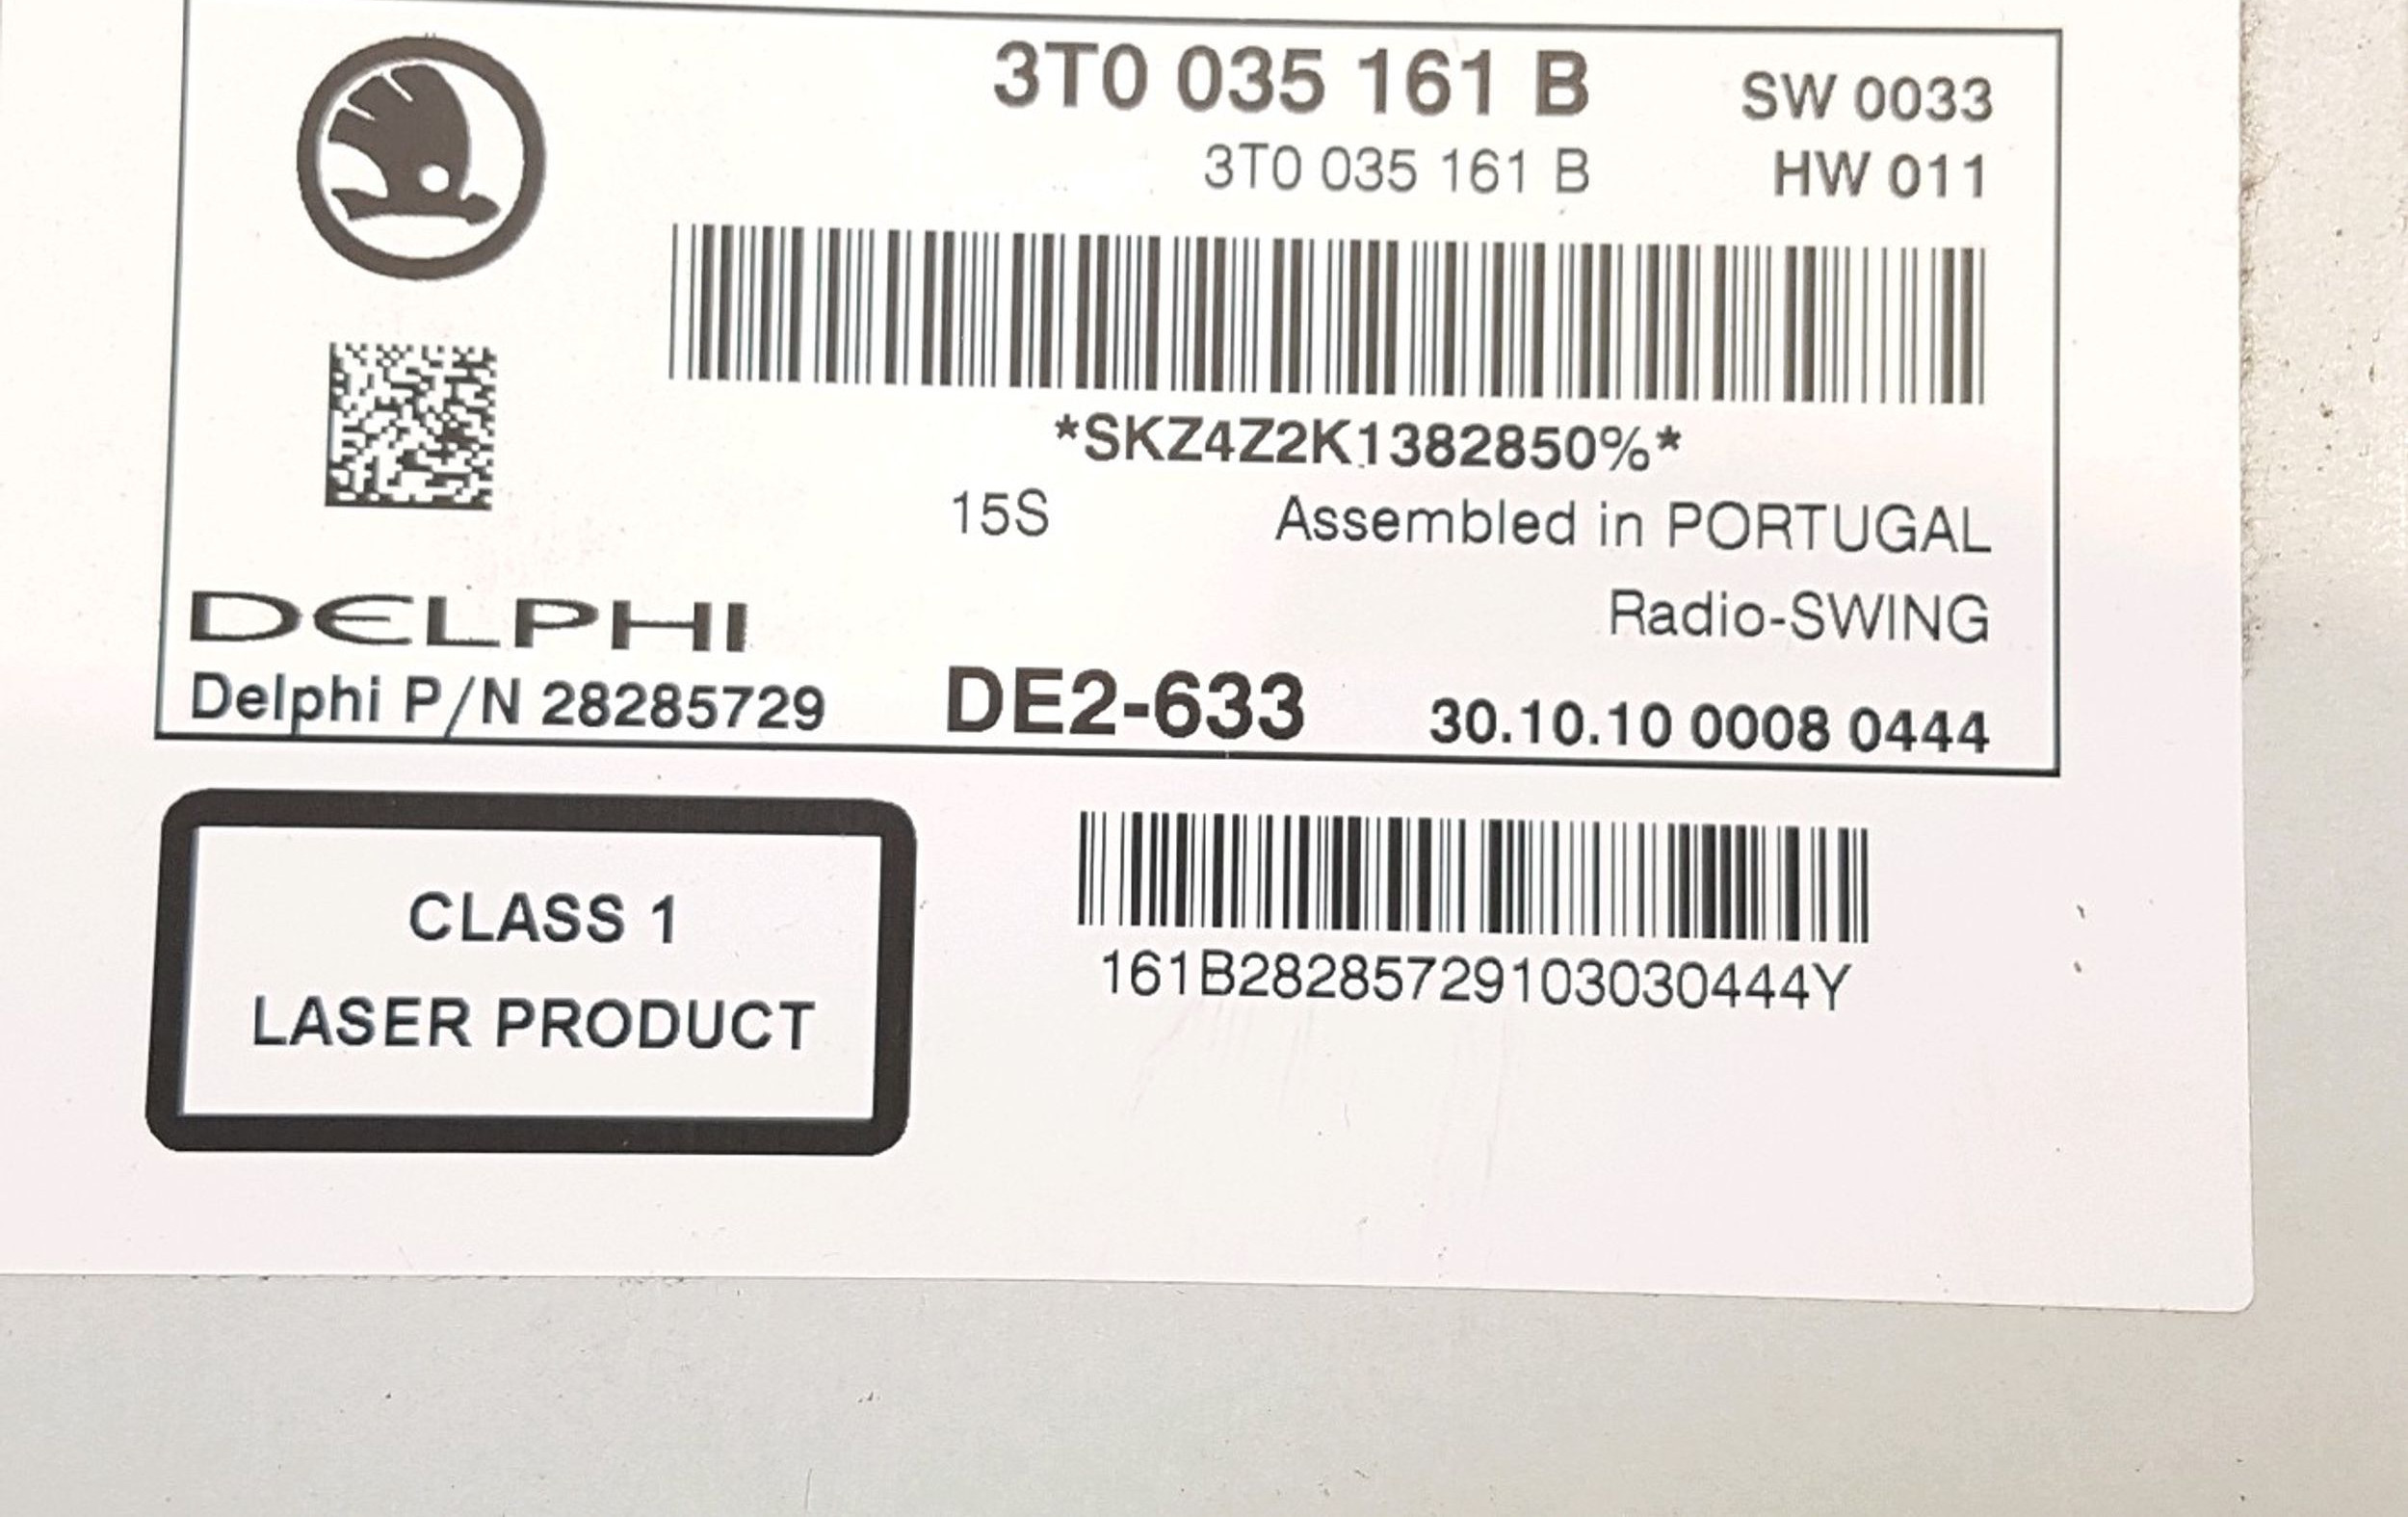 3T0 035 161 B SW 0033
3T0 035 161 B HW 011
*SKZ4Z2K1382850%*
15S Assembled in PORTUGAL
Radio-SWING
DELPHI
Delphi P/N 28285729 DE2-633 30.10.10 0008 0444
CLASS 1
LASER PRODUCT
161B28285729103030444Y